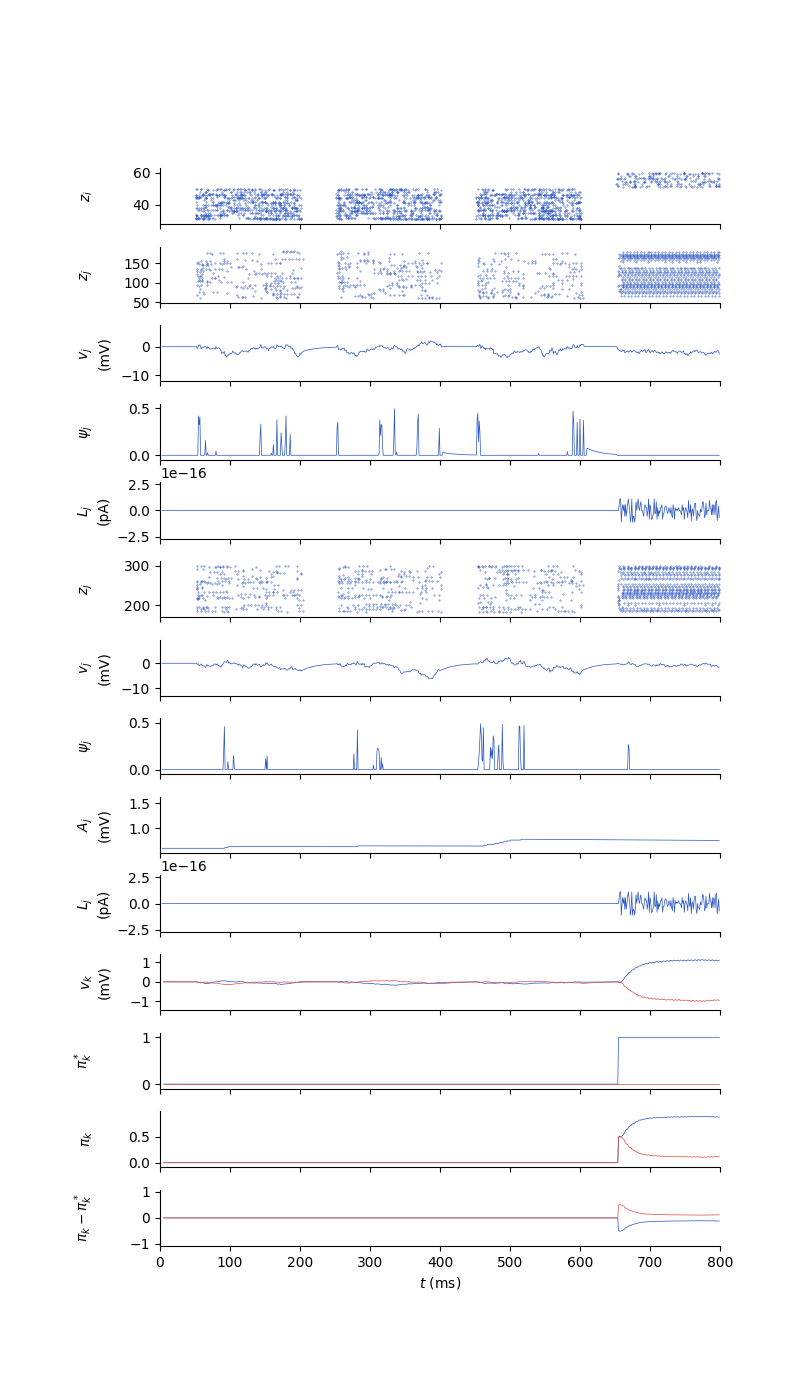 60
40
z_i
150
100
50
z_j
0
−10
v_j
(mV)
0.5
0.0
ψ_j
1e−16
2.5
0.0
−2.5
L_j
(pA)
300
200
z_j
0
−10
v_j
(mV)
0.5
0.0
ψ_j
1.5
1.0
A_j
(mV)
1e−16
2.5
0.0
−2.5
L_j
(pA)
1
0
−1
v_k
(mV)
1
0
π_k^*
0.5
0.0
π_k
1
0
−1
π_k − π_k^*
0 100 200 300 400 500 600 700 800
t (ms)